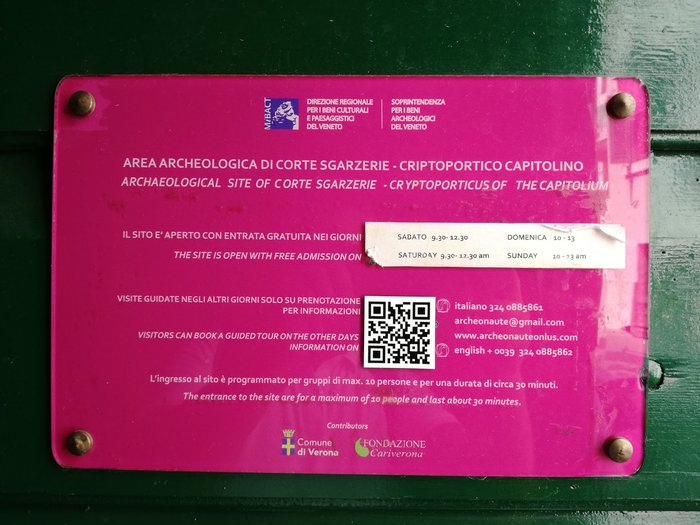 MiBACT
DIREZIONE REGIONALE
PER I BENI CULTURALI
E PAESAGGISTICI
DEL VENETO
SOPRINTENDENZA
PER I BENI
ARCHEOLOGICI
DEL VENETO
AREA ARCHEOLOGICA DI CORTE SGARZERIE - CRIPTOPORTICO CAPITOLINO
ARCHAEOLOGICAL SITE OF CORTE SGARZERIE - CRYPTOPORTICUS OF THE CAPITOLIUM
IL SITO E' APERTO CON ENTRATA GRATUITA NEI GIORNI
SABATO 9.30-12.30 DOMENICA 10 - 13
THE SITE IS OPEN WITH FREE ADMISSION ON
SATURDAY 9.30- 12.30 am SUNDAY 10 - 13 am
VISITE GUIDATE NEGLI ALTRI GIORNI SOLO SU PRENOTAZIONE
PER INFORMAZIONI
italiano 324 0885861
archeonaute@gmail.com
VISITORS CAN BOOK A GUIDED TOUR ON THE OTHER DAYS
INFORMATION ON
www.archeonauteonlus.com
english + 0039 324 0885862
L'ingresso al sito è programmato per gruppi di max. 10 persone e per una durata di circa 30 minuti.
The entrance to the site are for a maximum of 10 people and last about 30 minutes.
Contributors
Comune
di Verona
FONDAZIONE
Cariverona